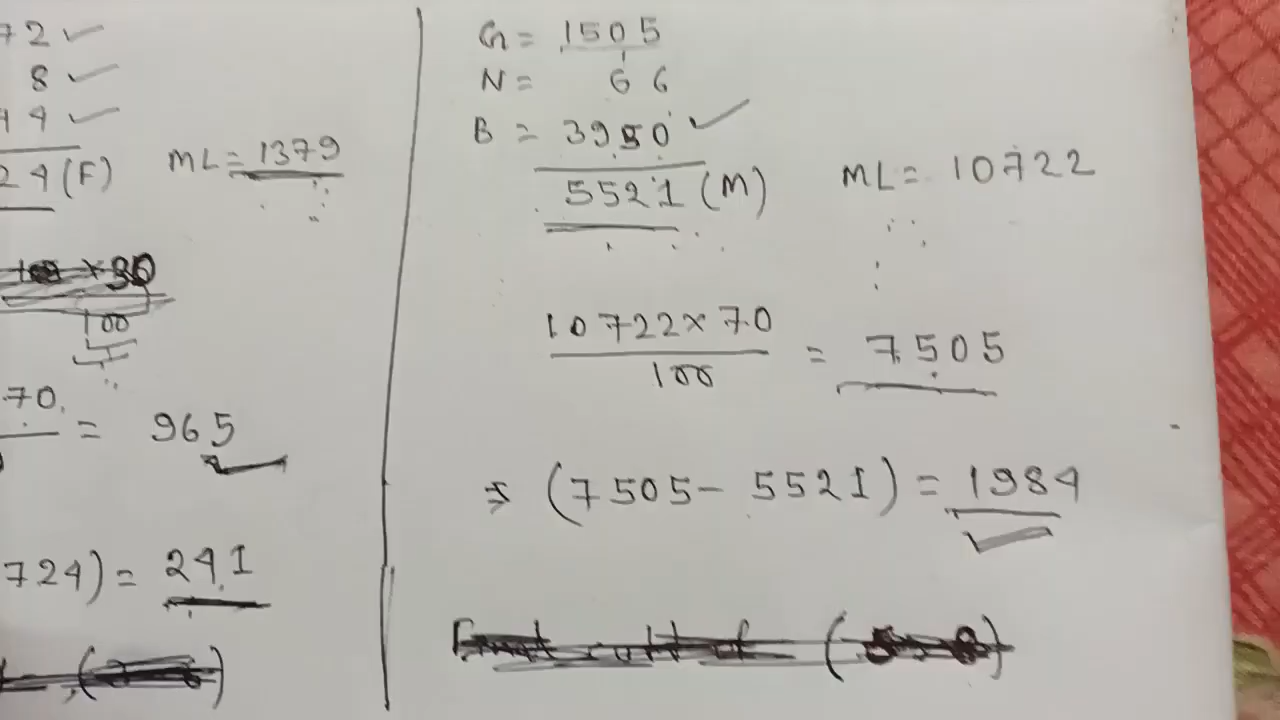 72 ✓
8 ✓
44 ✓
24 (F) ML = 1379
100
70 = 965
724) = 241
G = 1505
N = 66
B = 3950 ✓
5521 (M) ML = 10722
10722 × 70
100
= 7505
⇒ (7505 - 5521) = 1984